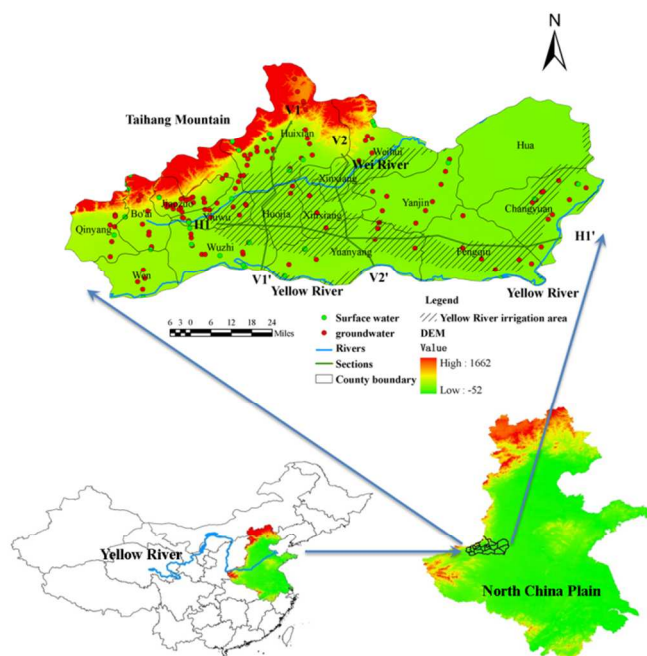 N
Taihang Mountain
V1
Huixian
V2
Weihui
Wei River
Hua
Xinxiang
Jiaozuo
Bo'ai
Xiuwu
Huojia
Xinxiang
Yanjin
Changyuan
Qinyang
H1
H1'
Wuzhi
Yuanyang
Fengqiu
Wen
V1'
V2'
Yellow River
Yellow River
Legend
Surface water
Yellow River irrigation area
groundwater
DEM
Rivers
Value
Sections
High : 1662
County boundary
Low : -52
6 3 0 6 12 18 24
Miles
Yellow River
North China Plain